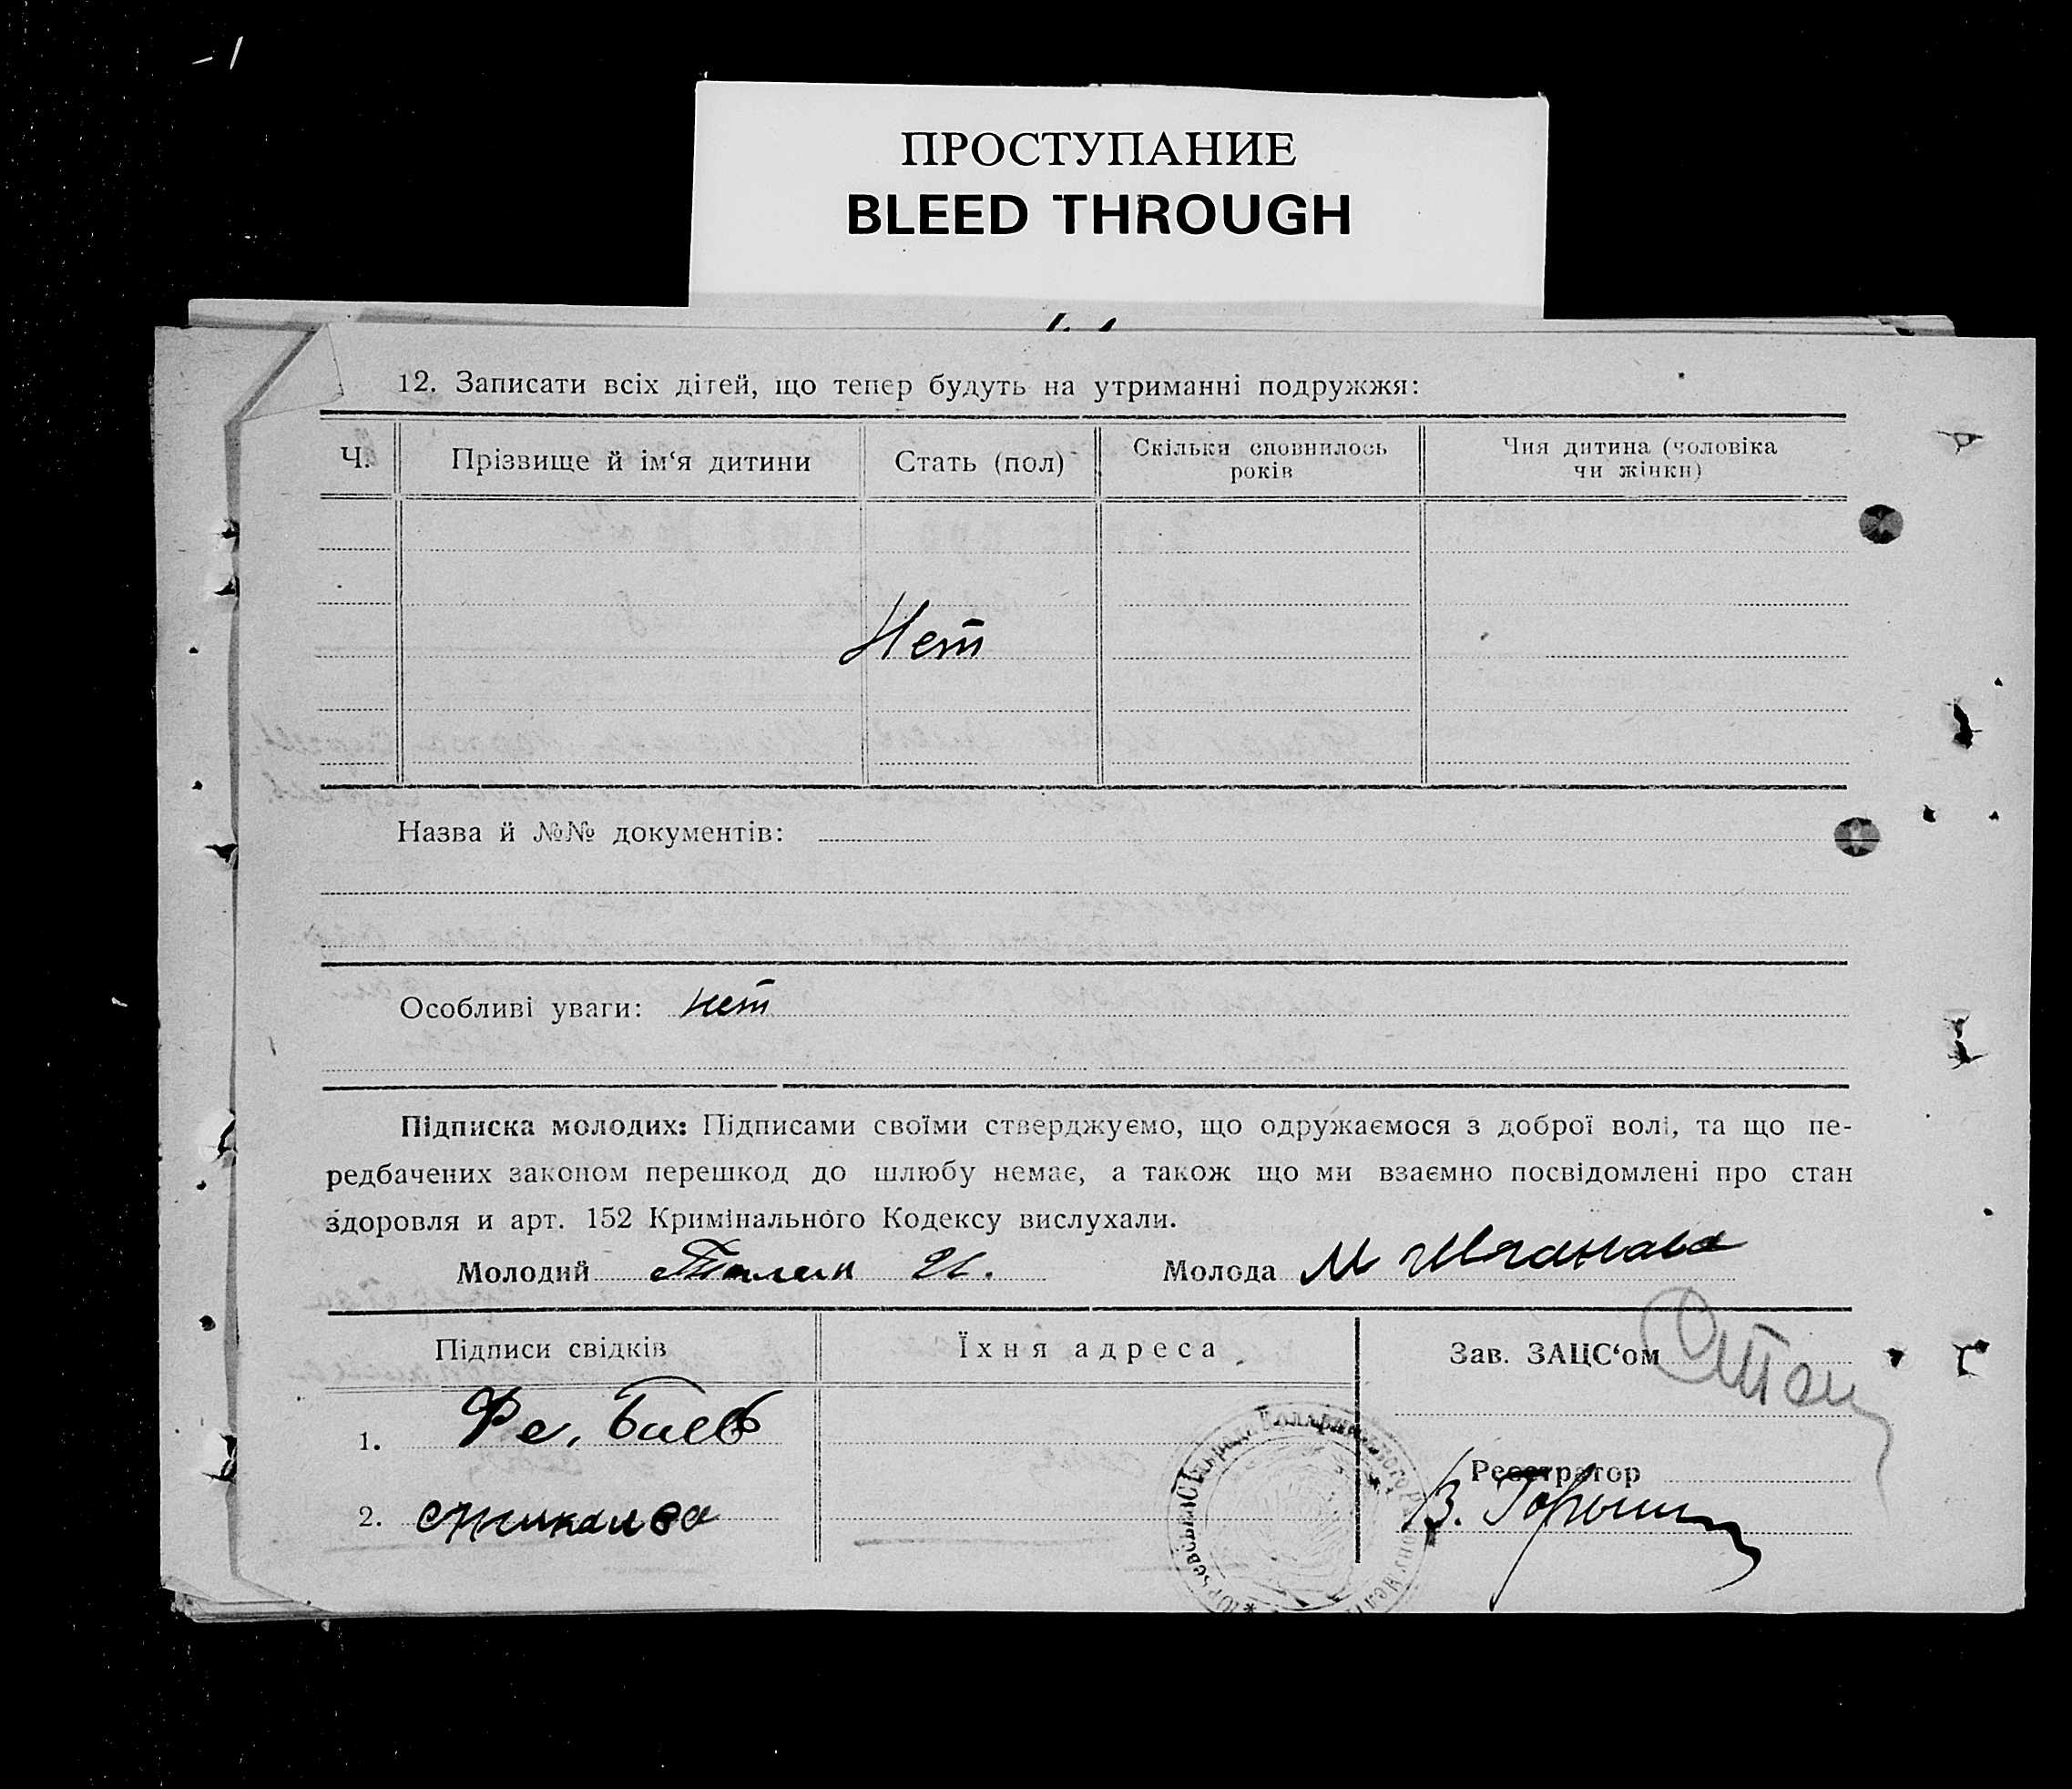 ПРОСТУПАНИЕ
BLEED THROUGH
12. Записати всіх дітей, що тепер будуть на утриманні подружжя:
Ч. Прізвище й ім‘я дитини Стать (пол) Скільки сповнилось років Чия дитина (чоловіка чи жінки)
Нет
Назва й №№ документів:
Особливі уваги: нет
Підписка молодих: Підписами своїми стверджуємо, що одружаємося з доброї волі, та що пе-
редбачених законом перешкод до шлюбу немає, а також що ми взаємно посвідомлені про стан
здоровля и арт. 152 Кримінального Кодексу вислухали.
Молодий Молода М
Підписи свідків Їхня адреса Зав. ЗАЦС‘ом
1.
Реєстратор
2.
В.